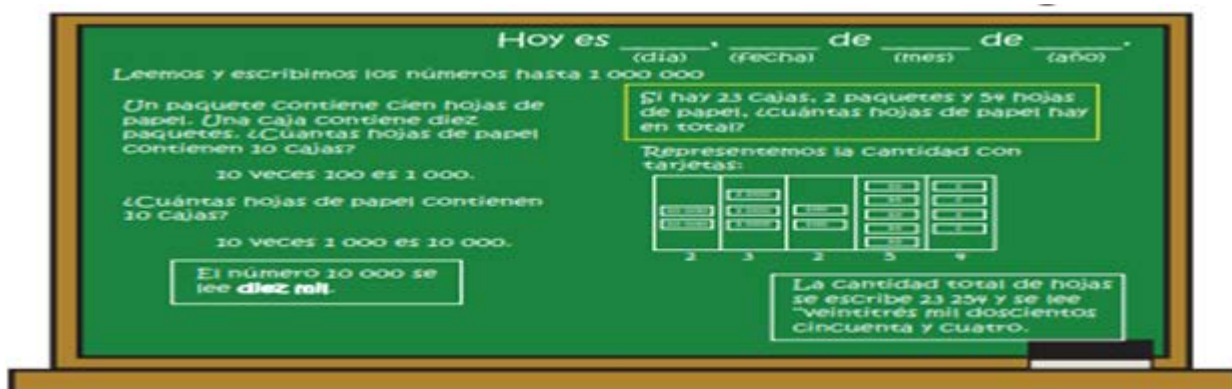 Hoy es _____, _____ de _____ de _____.
(día) (fecha) (mes) (año)
Leemos y escribimos los números hasta 1 000 000
Un paquete contiene cien hojas de
papel. Una caja contiene diez
paquetes. ¿Cuántas hojas de papel
contienen 10 cajas?
10 veces 100 es 1 000.
¿Cuántas hojas de papel contienen
10 cajas?
10 veces 1 000 es 10 000.
El número 10 000 se
lee diez mil.
Si hay 23 cajas, 2 paquetes y 54 hojas
de papel, ¿cuántas hojas de papel hay
en total?
Representemos la cantidad con
tarjetas:
2 3 2 5 4
La cantidad total de hojas
se escribe 23 254 y se lee
"veintitrés mil doscientos
cincuenta y cuatro.